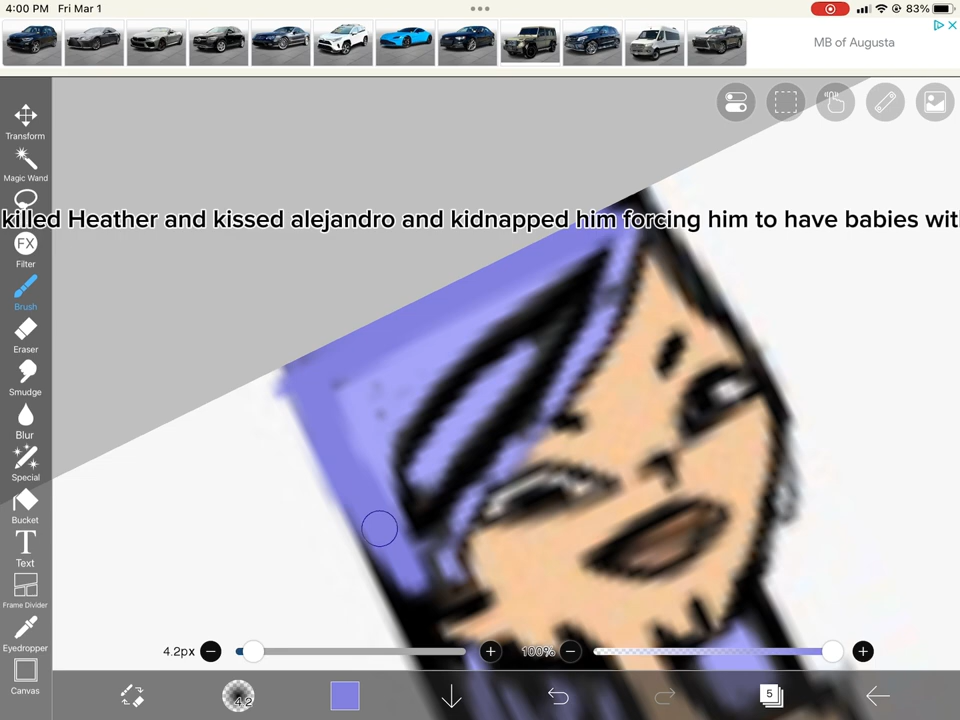 4:00 PM Fri Mar 1
83%
MB of Augusta
Transform
Magic Wand
killed Heather and kissed alejandro and kidnapped him forcing him to have babies wit
FX
Filter
Brush
Eraser
Smudge
Blur
Special
Bucket
T
Text
Frame Divider
Eyedropper
Canvas
4.2px
100%
4.2
5